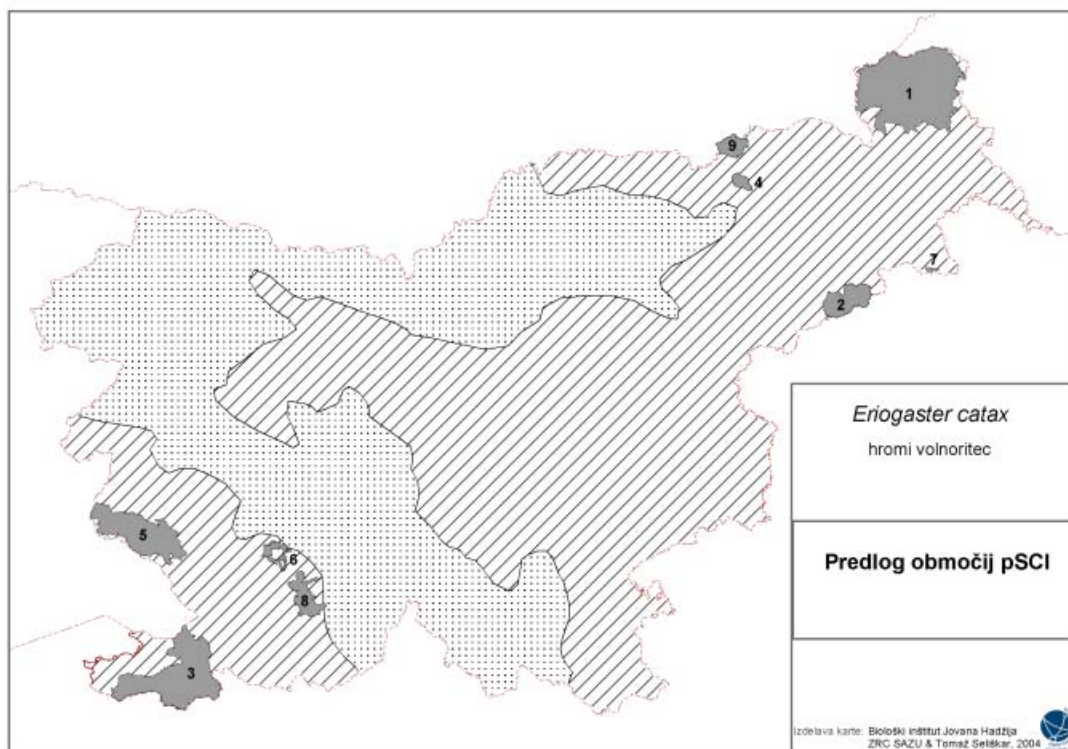 1
9
4
7
2
5
6
8
3
Eriogaster catax
hromi volnoritec
Predlog območij pSCI
Izdelava karte: Biološki inštitut Jovana Hadžija
ZRC SAZU & Tomaž Seliškar, 2004